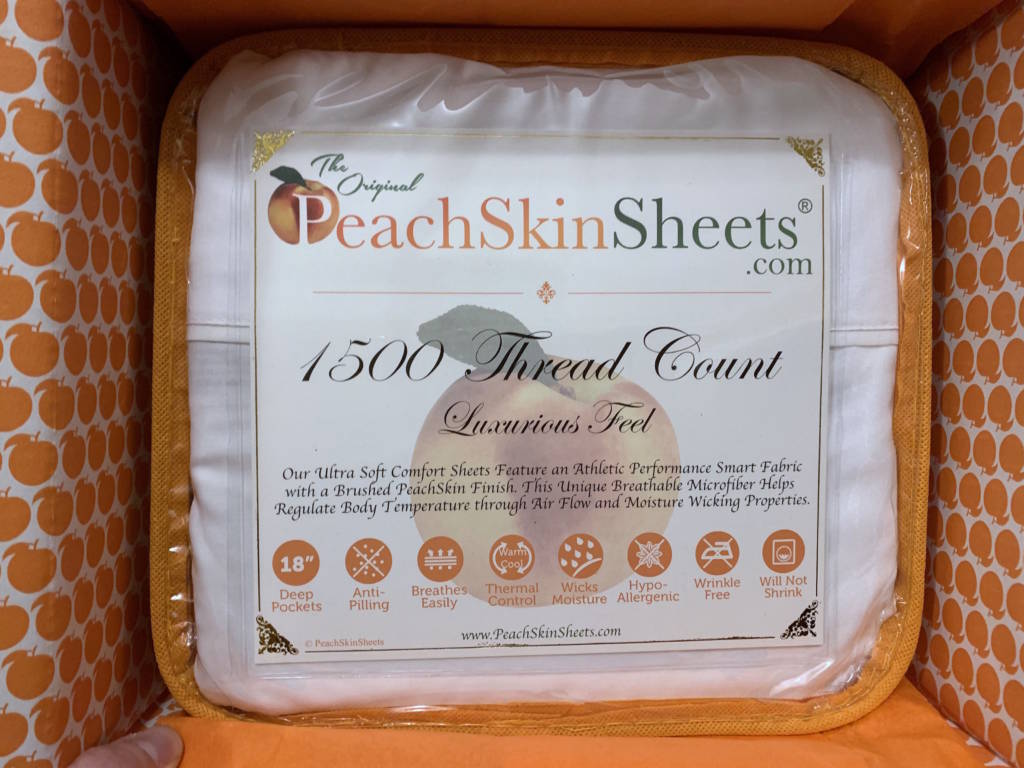 The
Original
PeachSkinSheets®
.com
1500 Thread Count
Luxurious Feel
Our Ultra Soft Comfort Sheets Feature an Athletic Performance Smart Fabric
with a Brushed PeachSkin Finish. This Unique Breathable Microfiber Helps
Regulate Body Temperature through Air Flow and Moisture Wicking Properties.
18"
Warm
Cool
Deep
Pockets
Anti-
Pilling
Breathes
Easily
Thermal
Control
Wicks
Moisture
Hypo-
Allergenic
Wrinkle
Free
Will Not
Shrink
© PeachSkinSheets
www.PeachSkinSheets.com